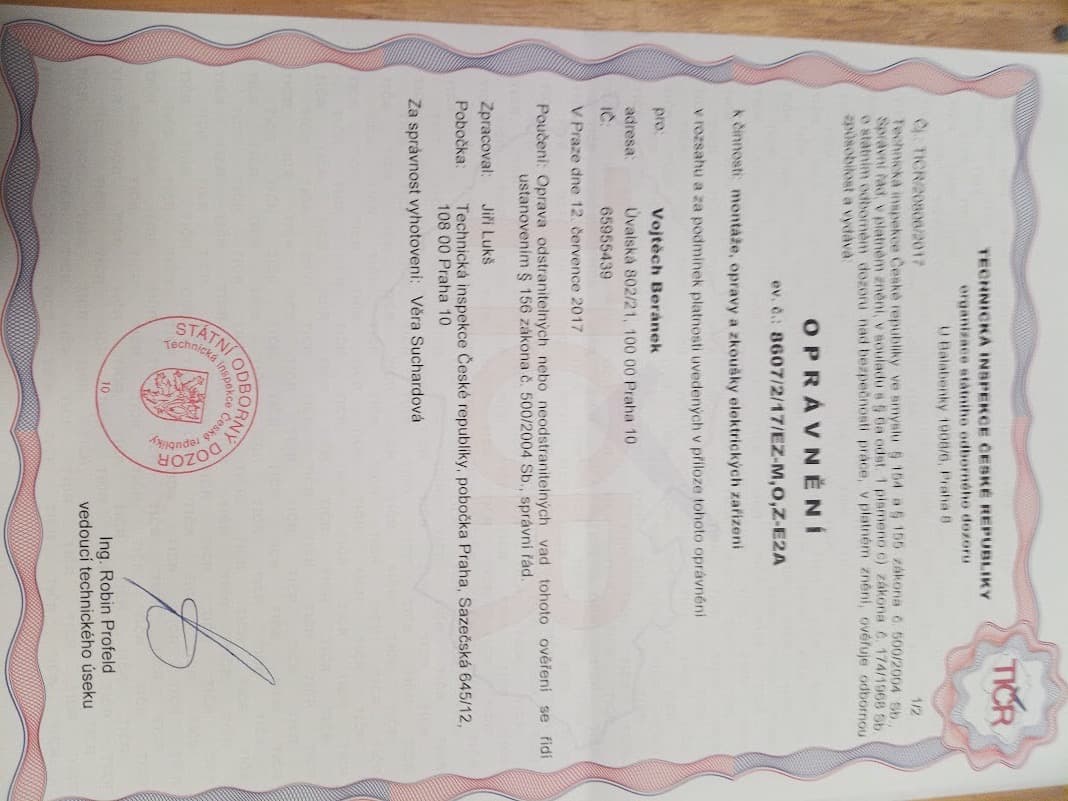 TIČR
TECHNICKÁ INSPEKCE ČESKÉ REPUBLIKY
organizace státního odborného dozoru
U Balabenky 1908/6, Praha 8
1/2
Čj. TIČR/20808/2017
Technická inspekce České republiky ve smyslu § 154 a § 155 zákona č. 500/2004 Sb.,
Správní řád, v platném znění, v souladu s § 6a odst. 1 písmeno c) zákona č. 174/1968 Sb.
o státním odborném dozoru nad bezpečností práce, v platném znění, ověřuje odbornou
způsobilost a vydává
OPRÁVNĚNÍ
ev. č.: 8607/2/17/EZ-M,O,Z-E2A
k činnosti: montáže, opravy a zkoušky elektrických zařízení
v rozsahu a za podmínek platnosti uvedených v příloze tohoto oprávnění
pro: Vojtěch Beránek
adresa: Úvalská 802/21, 100 00 Praha 10
IČ: 65955439
V Praze dne 12. července 2017
Poučení: Oprava odstranitelných nebo neodstranitelných vad tohoto ověření se řídí
ustanovením § 156 zákona č. 500/2004 Sb., správní řád.
Zpracoval: Jiří Lukš
Pobočka: Technická inspekce České republiky, pobočka Praha, Sazečská 645/12,
108 00 Praha 10
Za správnost vyhotovení: Věra Suchardová
STÁTNÍ ODBORNÝ DOZOR
Technická inspekce České republiky
10
Ing. Robin Profeld
vedoucí technického úseku